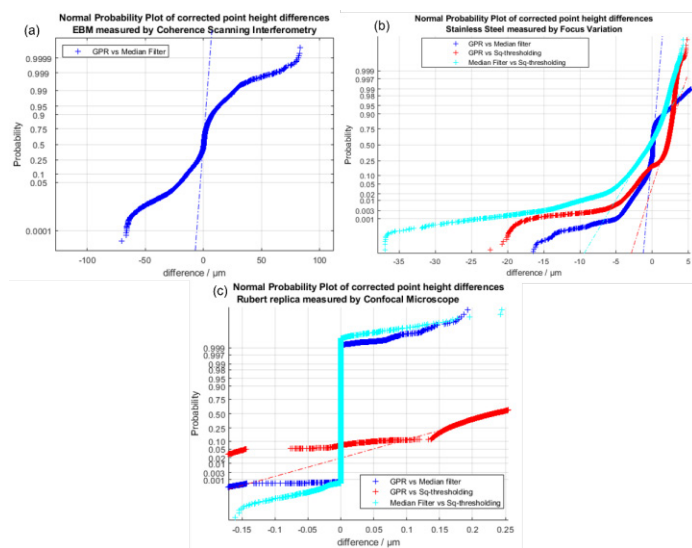 (a)
Normal Probability Plot of corrected point height differences
EBM measured by Coherence Scanning Interferometry
GPR vs Median Filter
0.9999
0.999
0.99
0.95
0.75
0.50
0.25
0.05
0.0001
Probability
-100
-50
0
50
100
difference / µm
(b)
Normal Probability Plot of corrected point height differences
Stainless Steel measured by Focus Variation
GPR vs Median filter
GPR vs Sq-thresholding
Median Filter vs Sq-thresholding
0.999
0.997
0.99
0.98
0.95
0.90
0.75
0.50
0.25
0.10
0.05
0.02
0.01
0.003
0.001
Probability
-35
-30
-25
-20
-15
-10
-5
0
5
difference / µm
(c)
Normal Probability Plot of corrected point height differences
Rubert replica measured by Confocal Microscope
0.999
0.997
0.99
0.98
0.95
0.90
0.75
0.50
0.25
0.10
0.05
0.02
0.01
0.003
0.001
Probability
GPR vs Median filter
GPR vs Sq-thresholding
Median Filter vs Sq-thresholding
-0.15
-0.1
-0.05
0
0.05
0.1
0.15
0.2
0.25
difference / µm